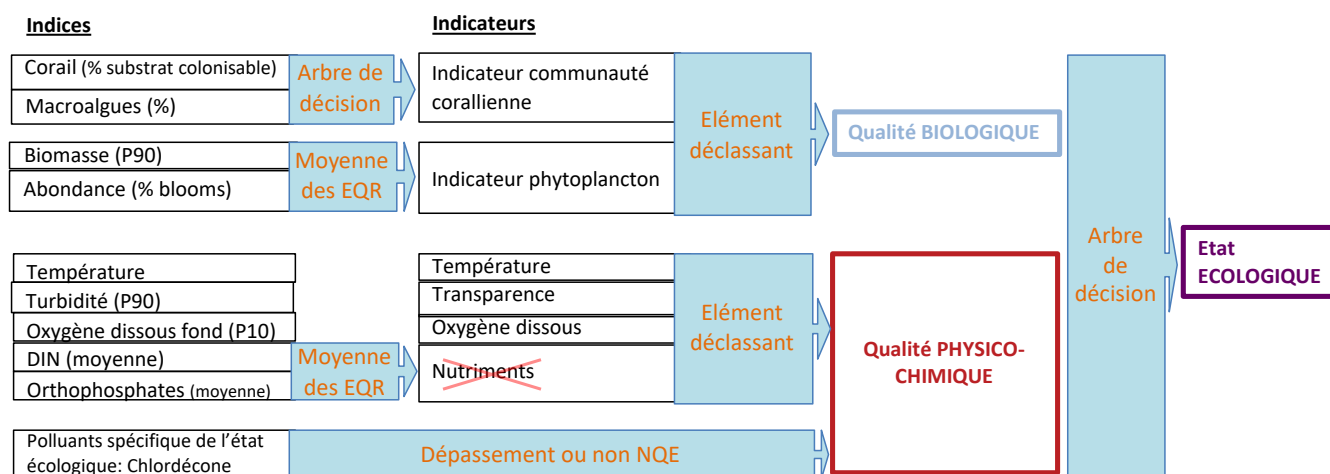 Indices
Indicateurs
Corail (% substrat colonisable)
Macroalgues (%)
Arbre de
décision
Indicateur communauté
corallienne
Biomasse (P90)
Abondance (% blooms)
Moyenne
des EQR
Indicateur phytoplancton
Elément
déclassant
Qualité BIOLOGIQUE
Température
Turbidité (P90)
Oxygène dissous fond (P10)
DIN (moyenne)
Orthophosphates (moyenne)
Moyenne
des EQR
Température
Transparence
Oxygène dissous
Nutriments
Elément
déclassant
Qualité PHYSICO-
CHIMIQUE
Polluants spécifique de l'état
écologique: Chlordécone
Dépassement ou non NQE
Arbre
de
décision
Etat
ECOLOGIQUE